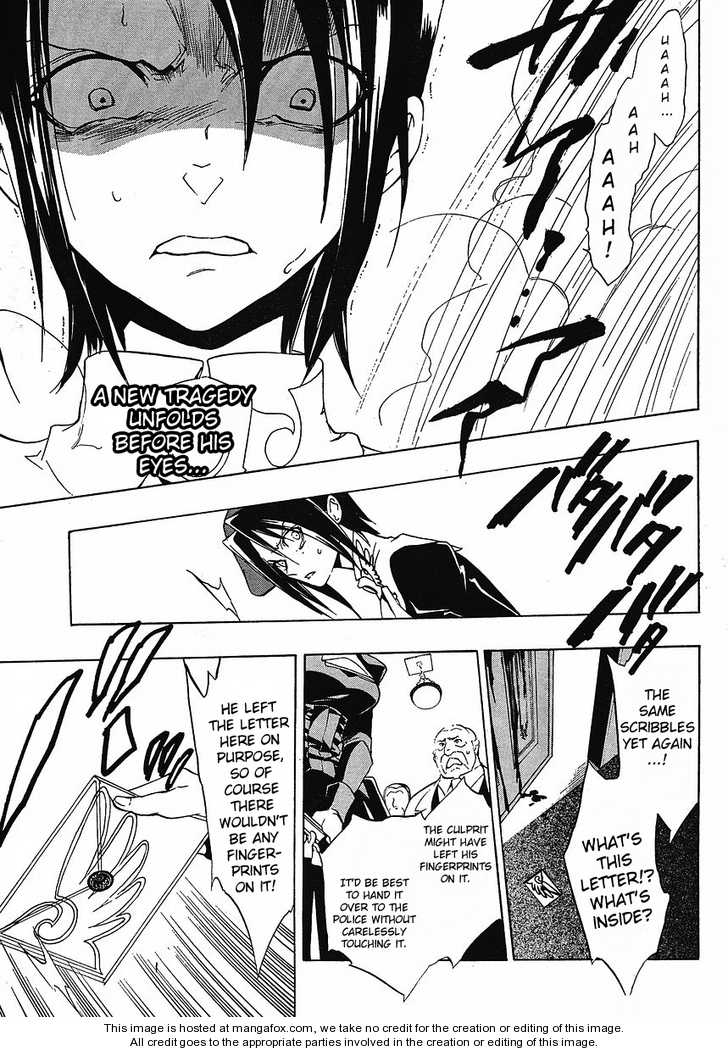 UAAAH...
AAH
AAAH!
A NEW TRAGEDY
UNFOLDS
BEFORE HIS
EYES...
THE
SAME
SCRIBBLES
YET AGAIN
...!
WHAT'S
THIS
LETTER!?
WHAT'S
INSIDE?
THE CULPRIT
MIGHT HAVE
LEFT HIS
FINGERPRINTS
ON IT.
IT'D BE BEST
TO HAND IT
OVER TO THE
POLICE WITHOUT
CARELESSLY
TOUCHING IT.
HE LEFT
THE LETTER
HERE ON
PURPOSE,
SO OF
COURSE
THERE
WOULDN'T
BE ANY
FINGER-
PRINTS
ON IT!
This image is hosted at mangafox.com, we take no credit for the creation or editing of this image.
All credit goes to the appropriate parties involved in the creation or editing of this image.